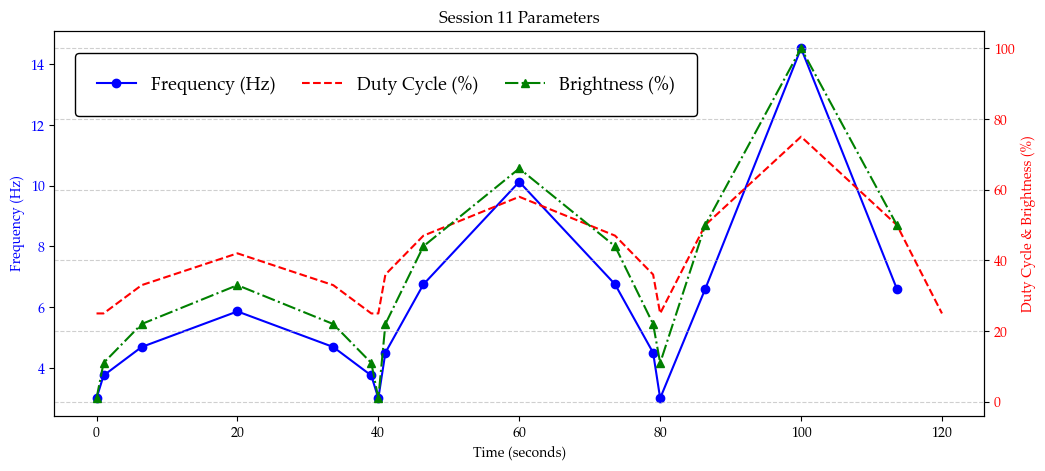 Session 11 Parameters
Frequency (Hz) Duty Cycle (%) Brightness (%)
Frequency (Hz)
14
12
10
8
6
4
100
80
60
40
20
0
Duty Cycle & Brightness (%)
0 20 40 60 80 100 120
Time (seconds)